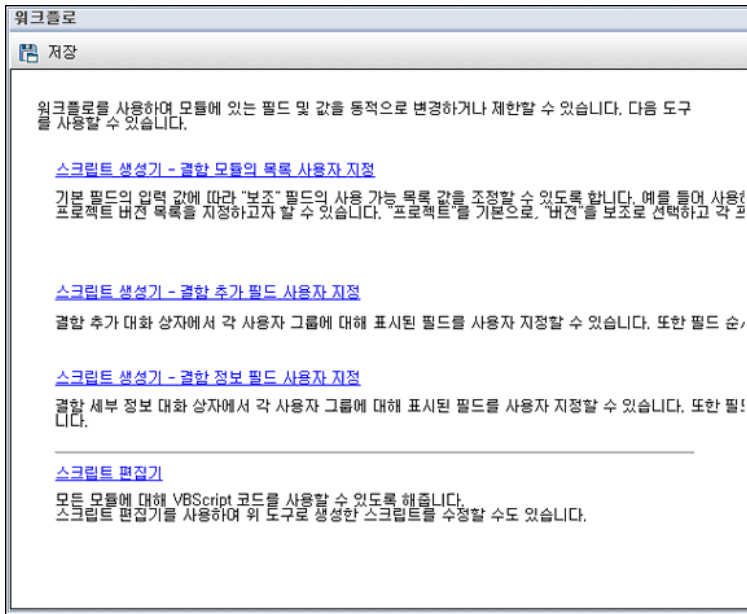 워크플로
저장
워크플로를 사용하여 모듈에 있는 필드 및 값을 동적으로 변경하거나 제한할 수 있습니다. 다음 도구
를 사용할 수 있습니다.
스크립트 생성기 - 결함 모듈의 목록 사용자 지정
기본 필드의 입력 값에 따라 "보조" 필드의 사용 가능 목록 값을 조정할 수 있도록 합니다. 예를 들어 사용
프로젝트 버전 목록을 지정하고자 할 수 있습니다. "프로젝트"를 기본으로, "버전"을 보조로 선택하고 각
스크립트 생성기 - 결함 추가 필드 사용자 지정
결함 추가 대화 상자에서 각 사용자 그룹에 대해 표시된 필드를 사용자 지정할 수 있습니다. 또한 필드
스크립트 생성기 - 결함 정보 필드 사용자 지정
결함 세부 정보 대화 상자에서 각 사용자 그룹에 대해 표시된 필드를 사용자 지정할 수 있습니다. 또한
니다.
스크립트 편집기
모든 모듈에 대해 VBScript 코드를 사용할 수 있도록 해줍니다.
스크립트 편집기를 사용하여 위 도구로 생성한 스크립트를 수정할 수도 있습니다.